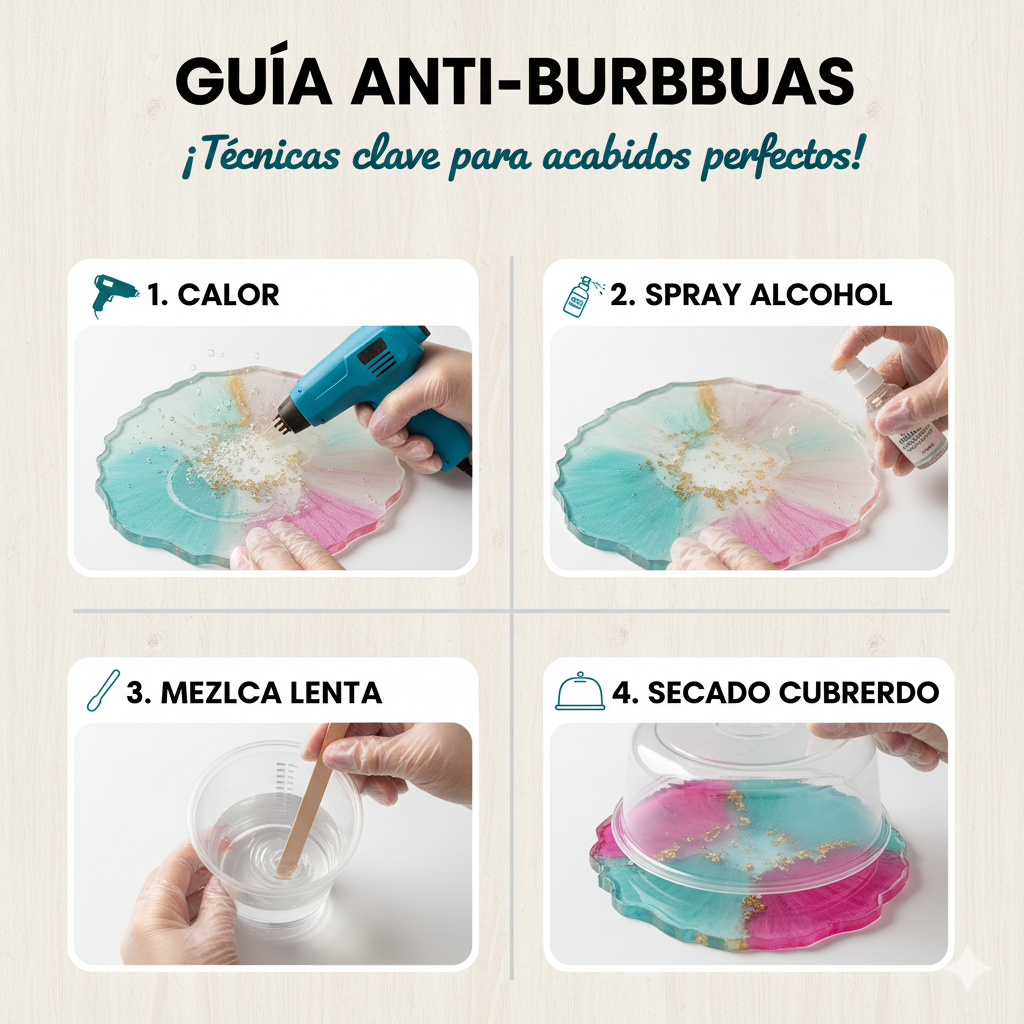 GUÍA ANTI-BURBBUAS
¡Técnicas clave para acabidos perfectos!
1. CALOR
2. SPRAY ALCOHOL
3. MEZLCA LENTA
4. SECADO CUBRERDO